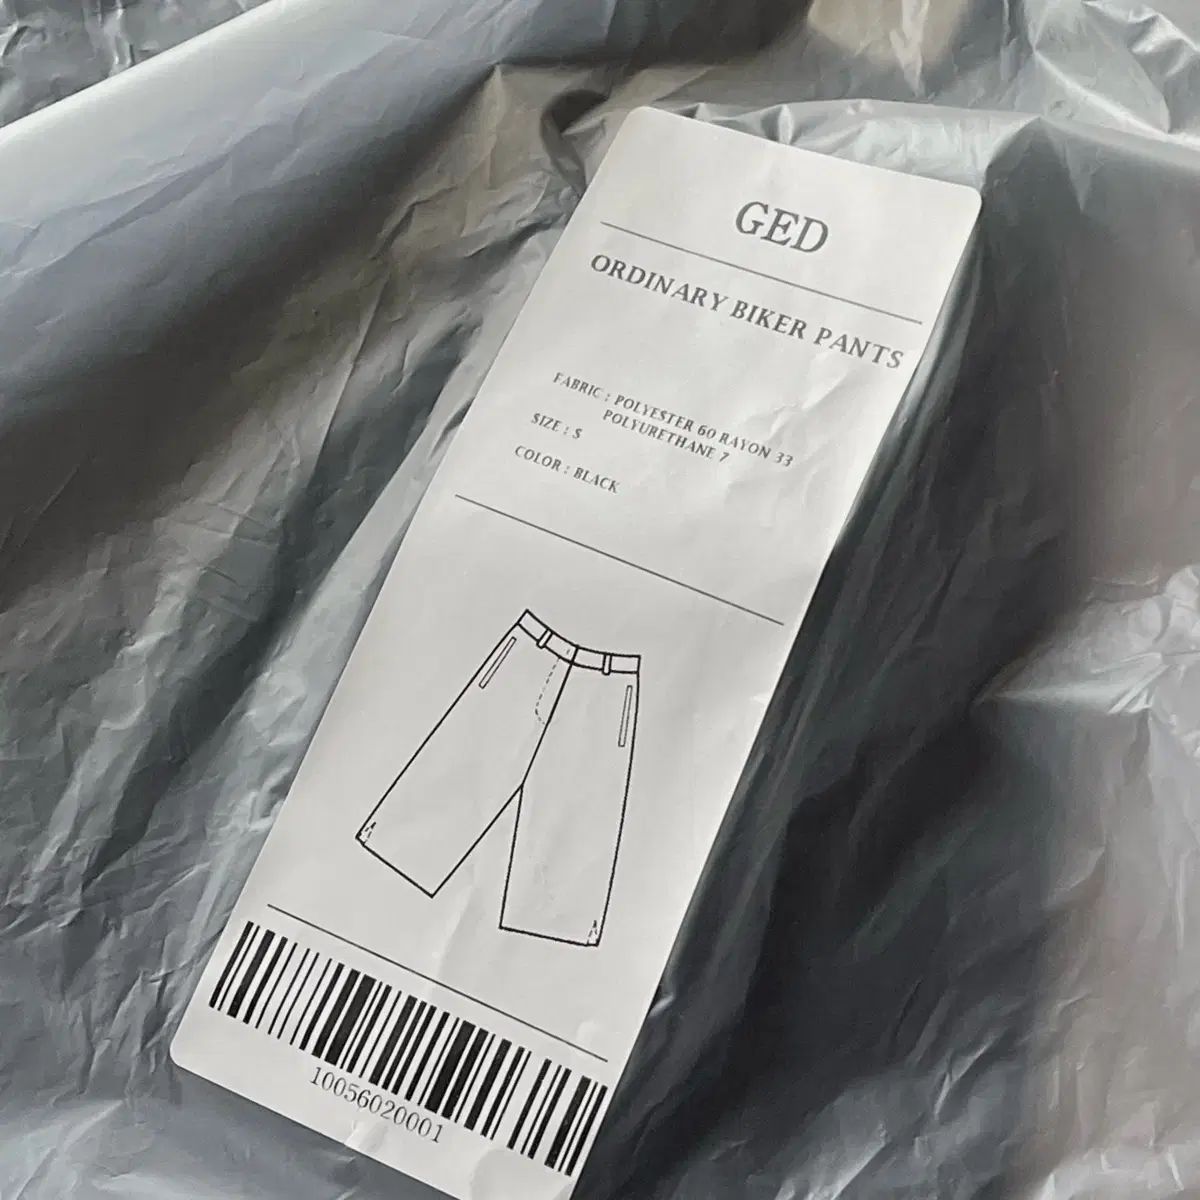 GED
ORDINARY BIKER PANTS
FABRIC : POLYESTER 60 RAYON 33
POLYURETHANE 7
SIZE : S
COLOR : BLACK
10056020001